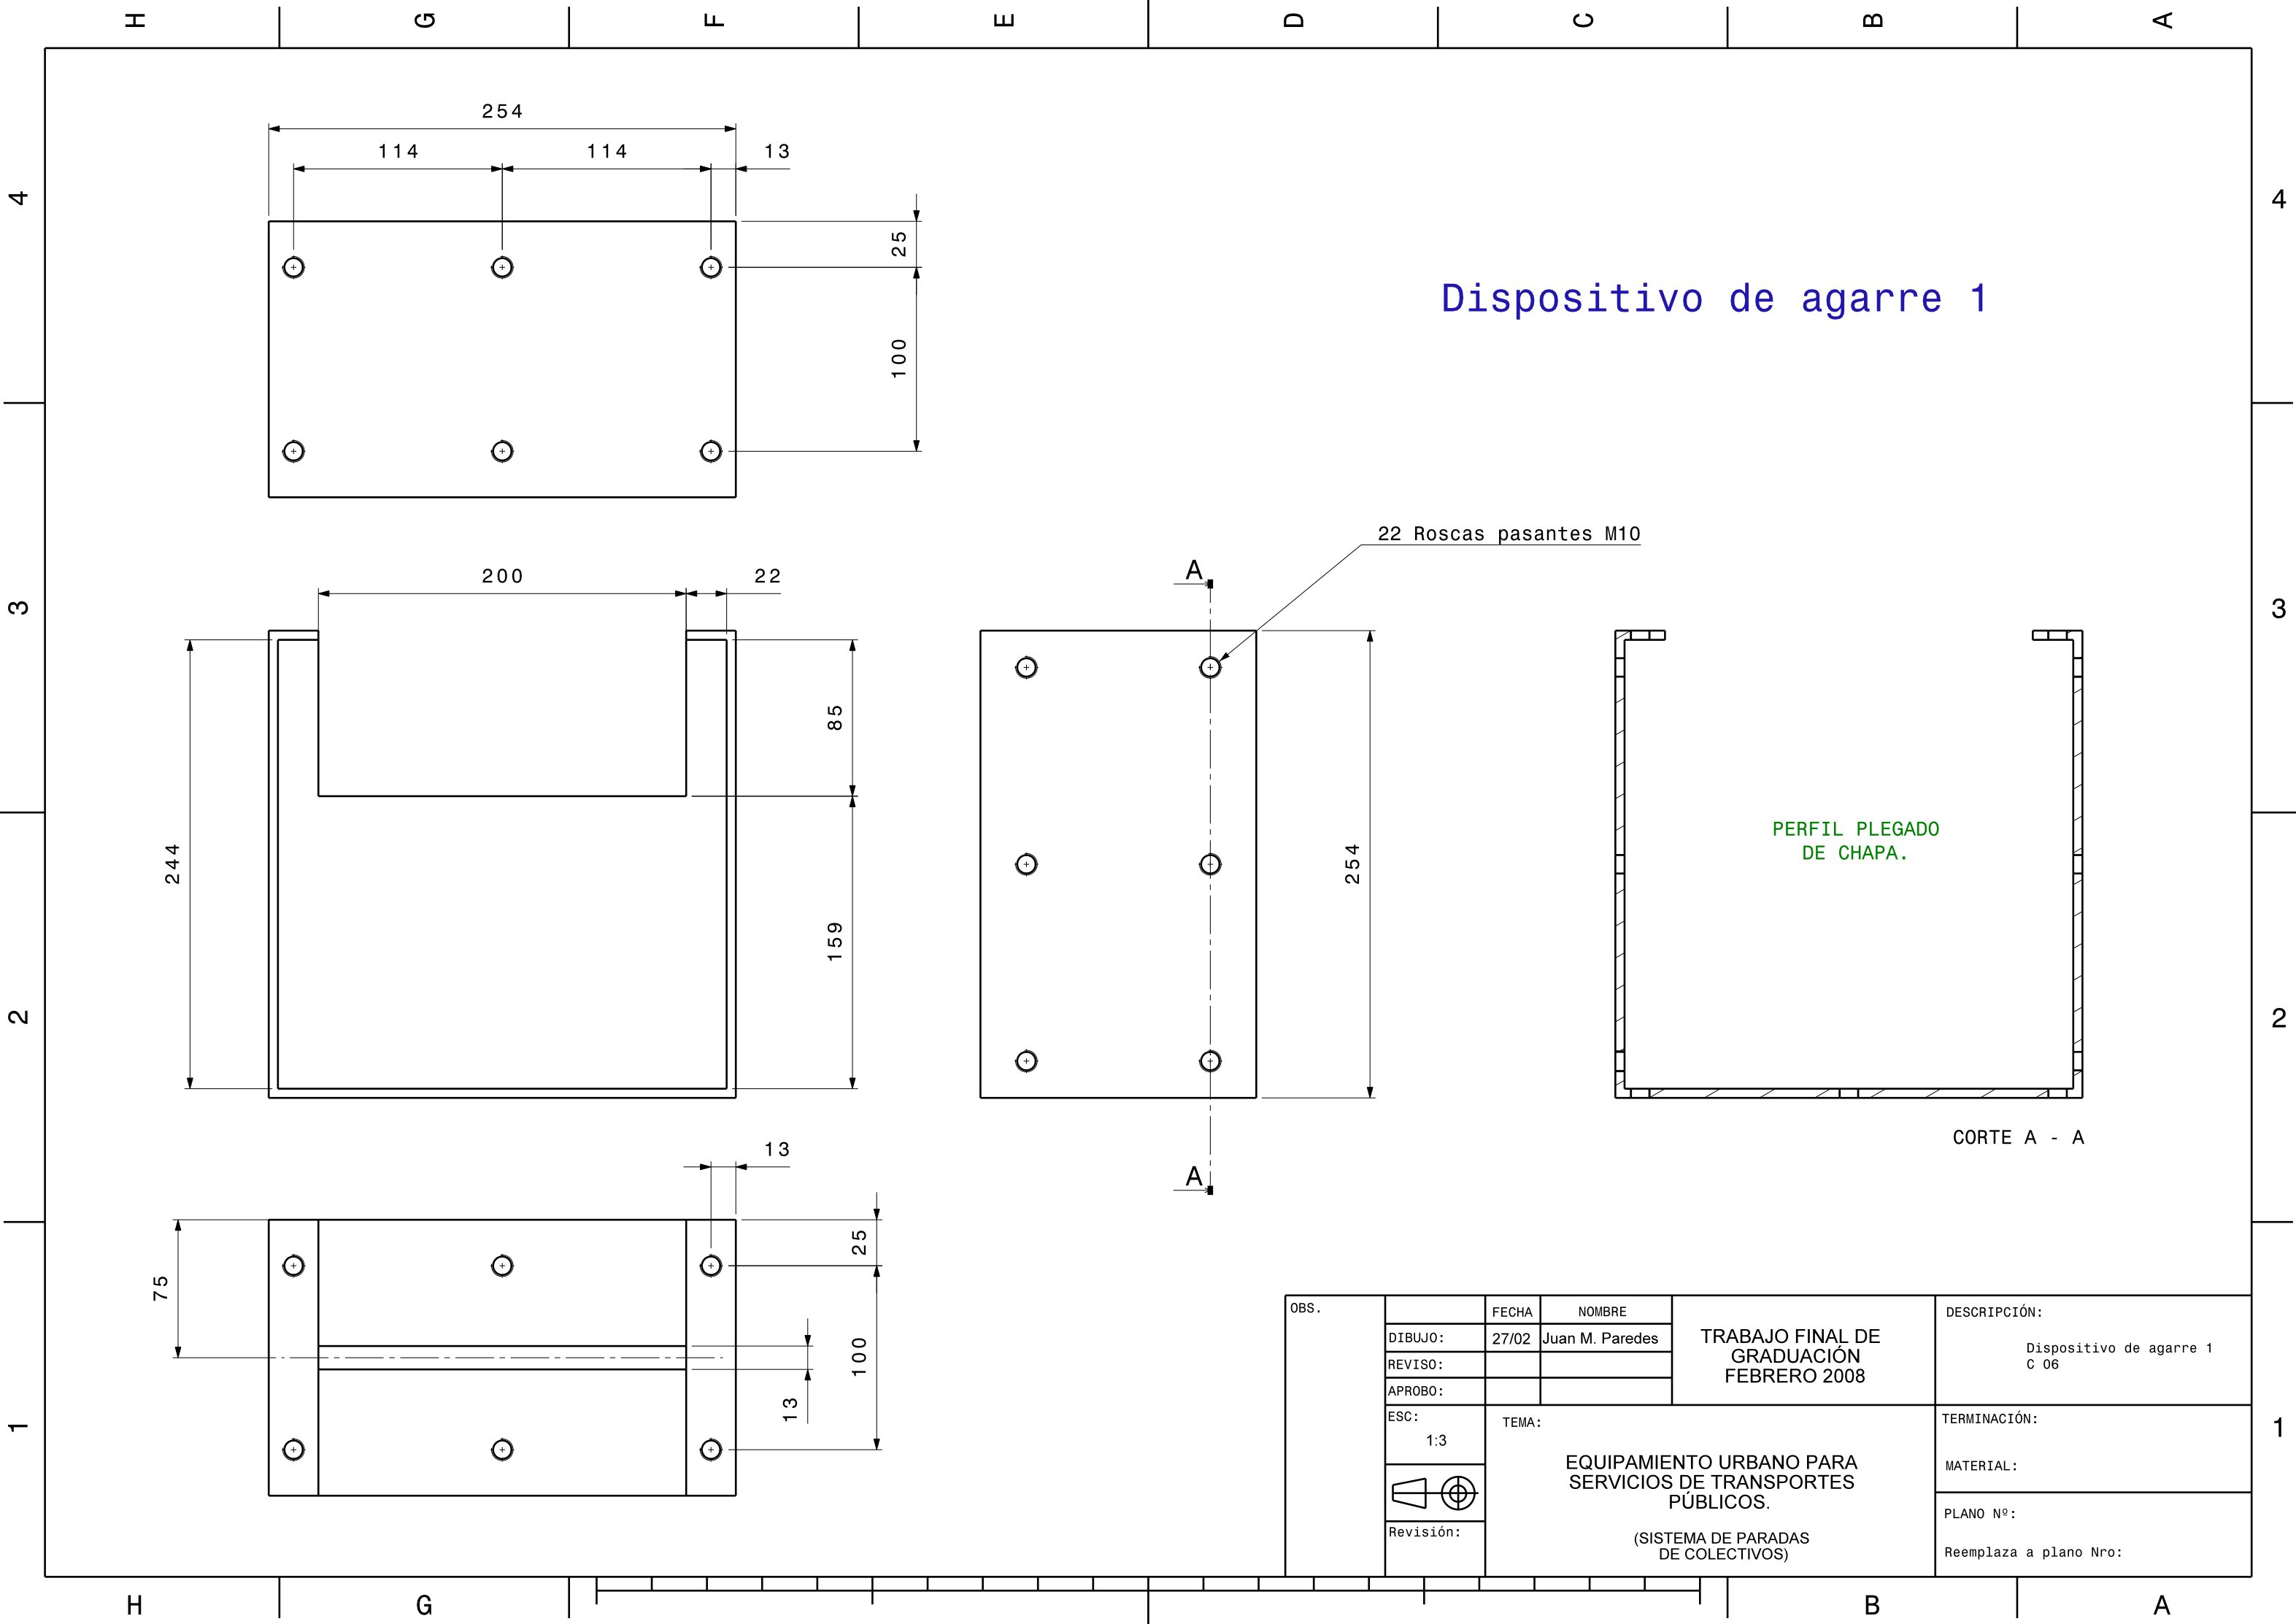 H G F E D C B A
254
114 114 13
4
25
4
100
Dispositivo de agarre 1
22 Roscas pasantes M10
A
200 22
3
3
85
244
254
PERFIL PLEGADO
DE CHAPA.
159
2
2
CORTE A - A
A
13
75
25
100
13
1
1
OBS.
FECHA NOMBRE
DIBUJO: 27/02 Juan M. Paredes
REVISO:
APROBO:
TRABAJO FINAL DE
GRADUACIÓN
FEBRERO 2008
DESCRIPCIÓN:
Dispositivo de agarre 1
C 06
ESC:
1:3
TEMA:
EQUIPAMIENTO URBANO PARA
SERVICIOS DE TRANSPORTES
PÚBLICOS.
(SISTEMA DE PARADAS
DE COLECTIVOS)
TERMINACIÓN:
MATERIAL:
Revisión:
PLANO Nº:
Reemplaza a plano Nro:
H G B A